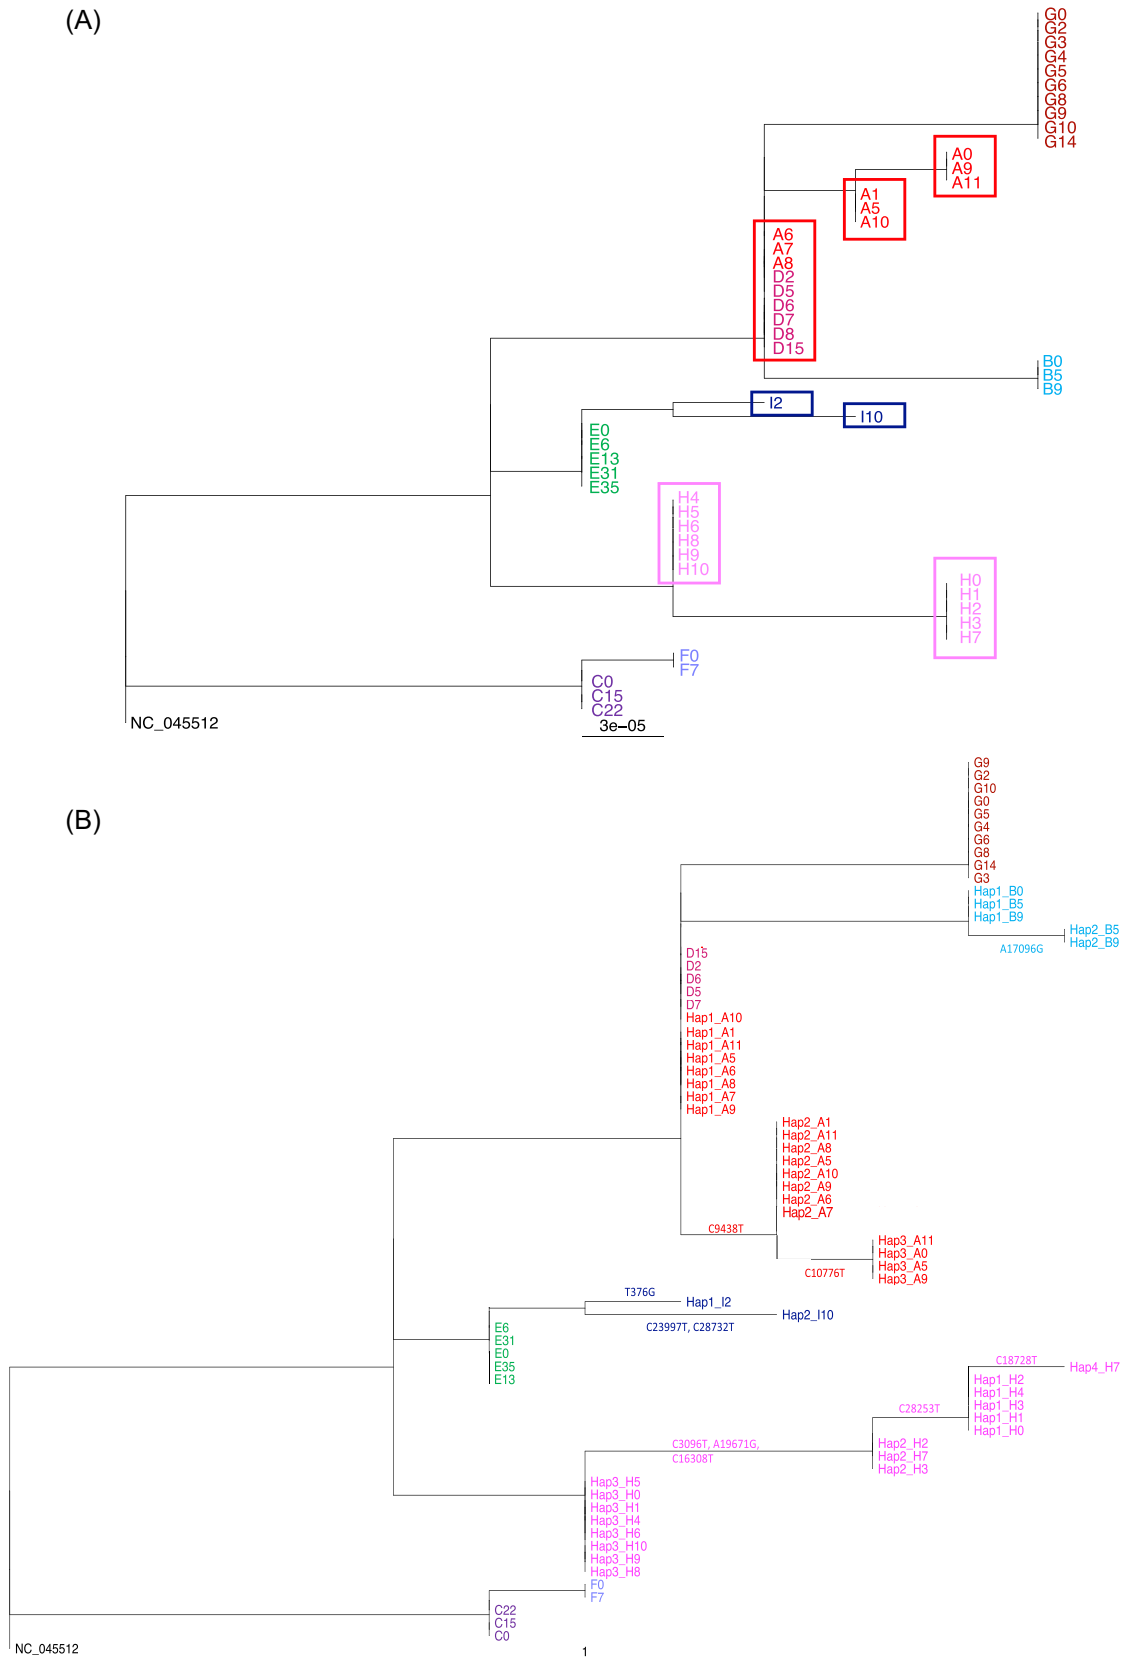 (A)
G0
G2
G3
G4
G5
G6
G8
G9
G10
G14
A0
A9
A11
A1
A5
A10
A6
A7
A8
D2
D5
D6
D7
D8
D15
B0
B5
B9
I2
I10
E0
E6
E13
E31
E35
H4
H5
H6
H8
H9
H10
H0
H1
H2
H3
H7
F0
F7
C0
C15
C22
NC_045512
3e−05
(B)
G9
G2
G10
G0
G5
G4
G6
G8
G14
G3
Hap1_B0
Hap1_B5
Hap1_B9
Hap2_B5
Hap2_B9
A17096G
D15
D2
D6
D5
D7
Hap1_A10
Hap1_A1
Hap1_A11
Hap1_A5
Hap1_A6
Hap1_A8
Hap1_A7
Hap1_A9
Hap2_A1
Hap2_A11
Hap2_A8
Hap2_A5
Hap2_A10
Hap2_A9
Hap2_A6
Hap2_A7
C9438T
Hap3_A11
Hap3_A0
Hap3_A5
Hap3_A9
C10776T
T376G
Hap1_I2
Hap2_I10
C23997T, C28732T
E6
E31
E0
E35
E13
C18728T
Hap4_H7
Hap1_H2
Hap1_H4
Hap1_H3
Hap1_H1
Hap1_H0
C28253T
Hap2_H2
Hap2_H7
Hap2_H3
C3096T, A19671G,
C16308T
Hap3_H5
Hap3_H0
Hap3_H1
Hap3_H4
Hap3_H6
Hap3_H10
Hap3_H9
Hap3_H8
F0
F7
C22
C15
C0
NC_045512
1